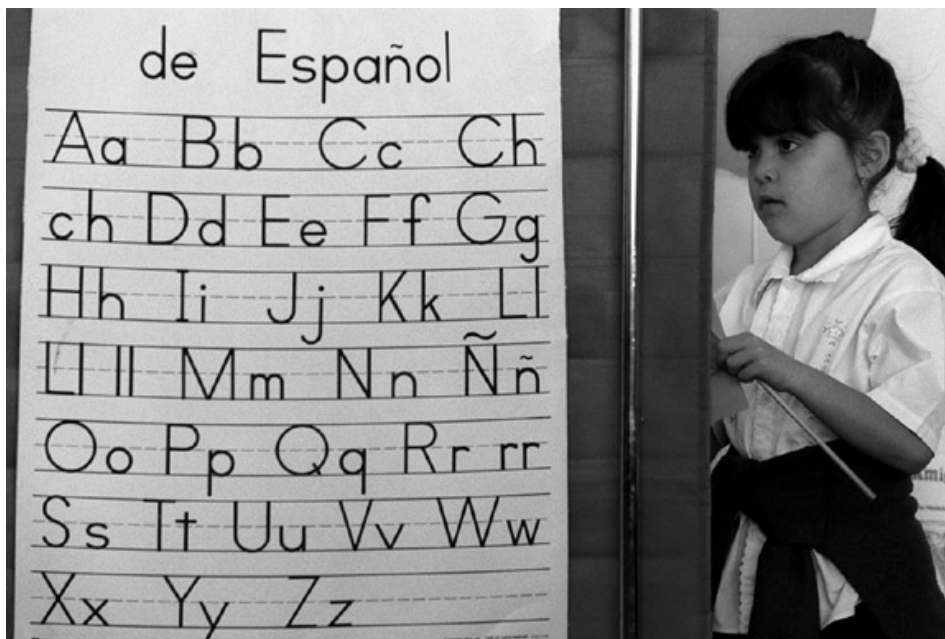 de Español
Aa Bb Cc Ch
ch Dd Ee Ff Gg
Hh Ii Jj Kk Ll
Ll ll Mm Nn Ññ
Oo Pp Qq Rr rr
Ss Tt Uu Vv Ww
Xx Yy Zz